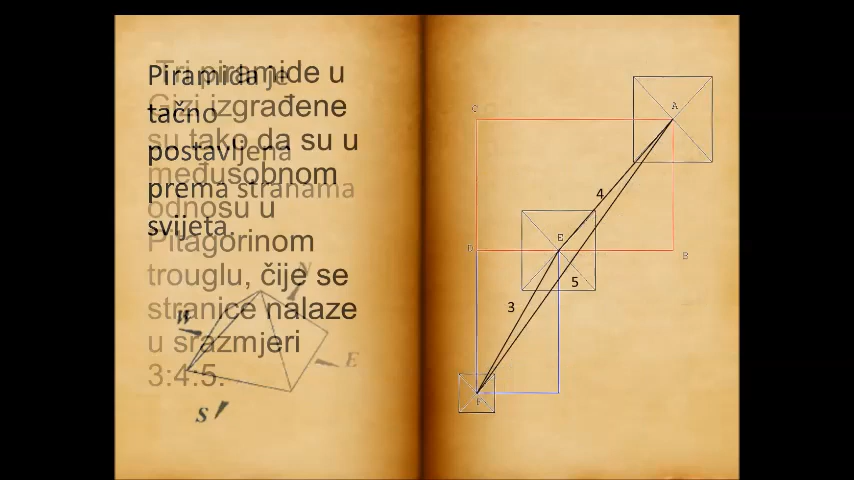 Piramida je
tačno
postavljena
prema stranama
svijeta.
Tri piramide u
Gizi izgrađene
su tako da su u
međusobnom
odnosu u
Pitagorinom
trouglu, čije se
stranice nalaze
u srazmjeri
3:4:5.
N
W
E
S
C
A
4
E
D
B
5
3